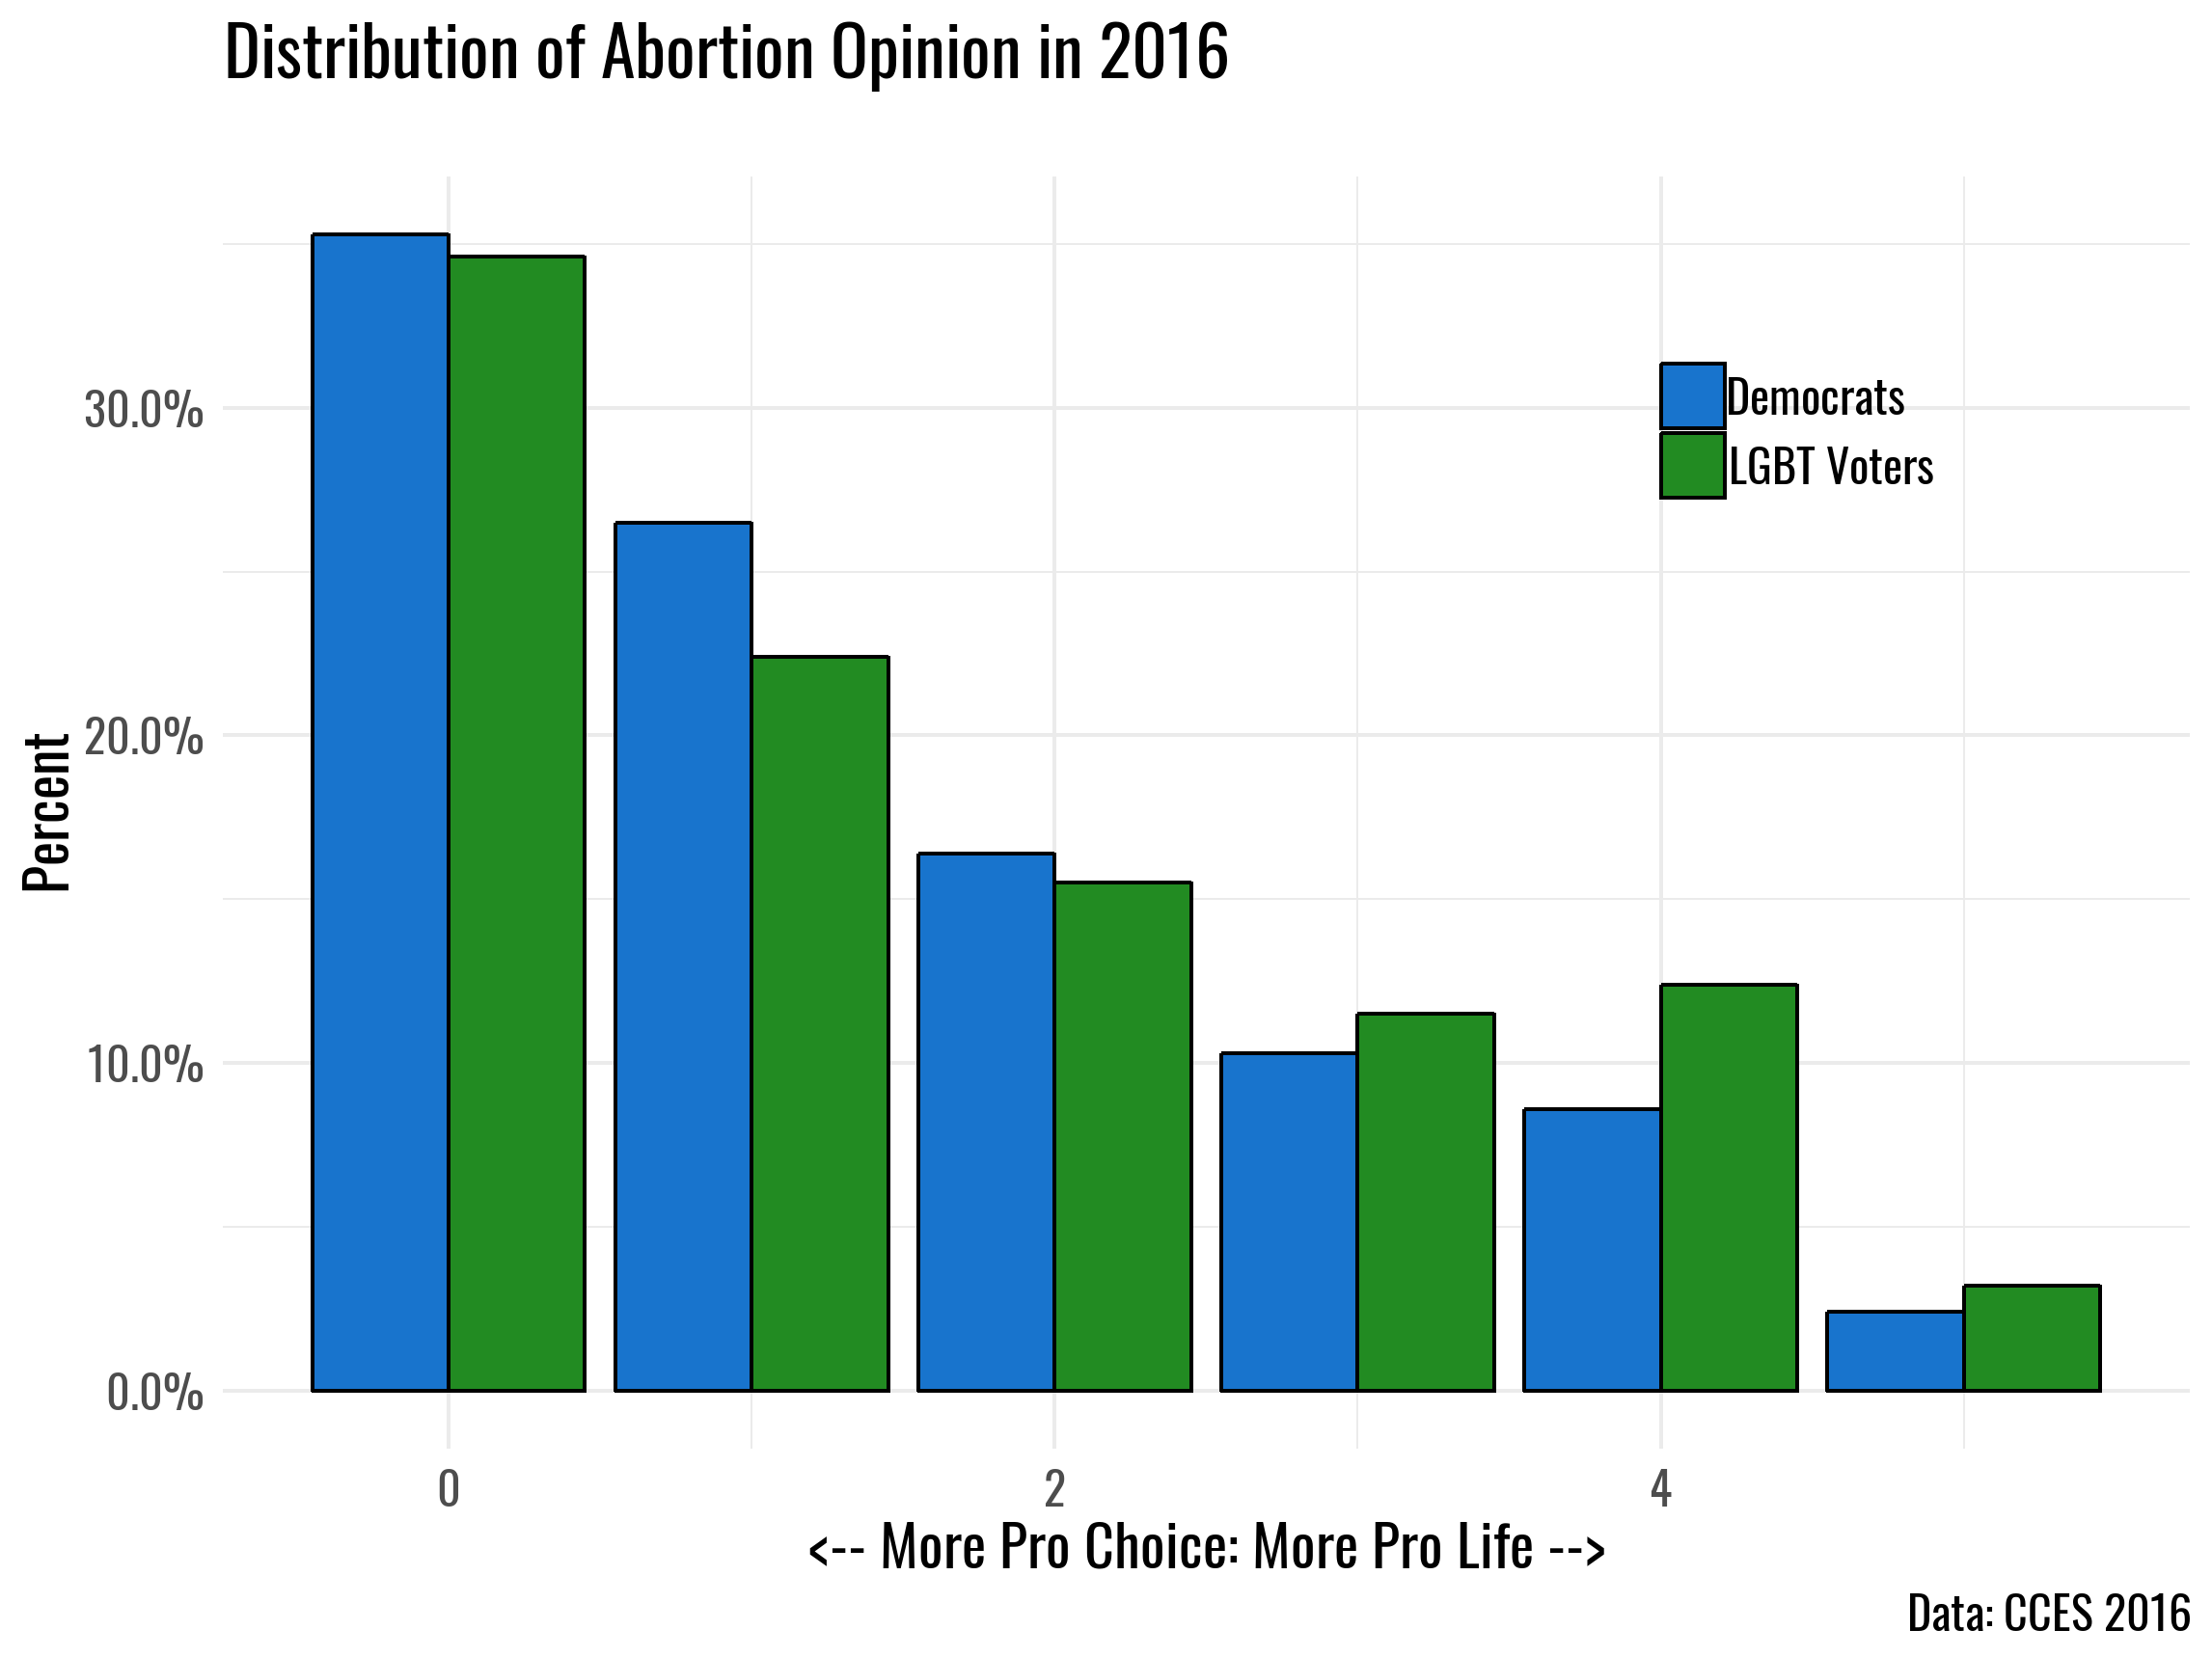 Distribution of Abortion Opinion in 2016
30.0%
20.0%
10.0%
0.0%
Percent
Democrats
LGBT Voters
0 2 4
<-- More Pro Choice: More Pro Life -->
Data: CCES 2016